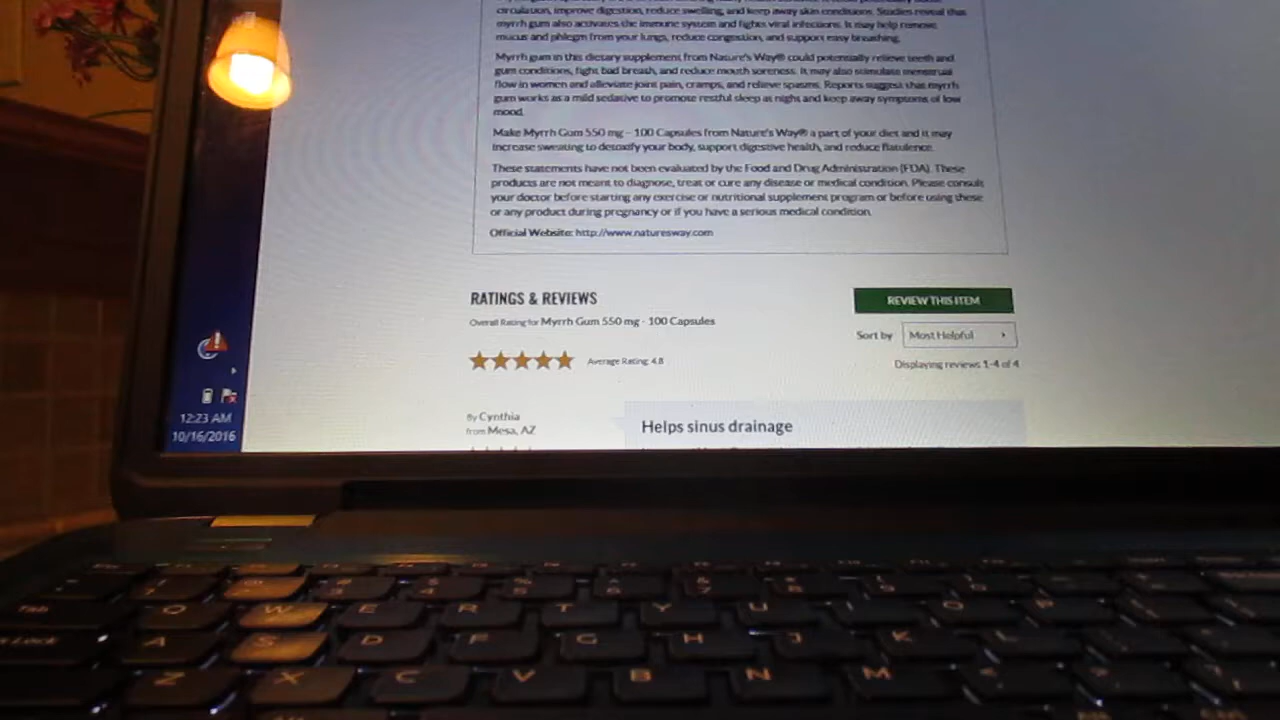 circulation, improve digestion, reduce swelling, and keep away skin conditions. Studies reveal that
myrrh gum also activates the immune system and fights viral infections. It may help remove
mucus and phlegm from your lungs, reduce congestion, and support easy breathing.
Myrrh gum in this dietary supplement from Nature's Way® could potentially relieve teeth and
gum conditions, fight bad breath, and reduce mouth soreness. It may also stimulate menstrual
flow in women and alleviate joint pain, cramps, and relieve spasms. Reports suggest that myrrh
gum works as a mild sedative to promote restful sleep at night and keep away symptoms of low
mood.
Make Myrrh Gum 550 mg - 100 Capsules from Nature's Way® a part of your diet and it may
increase sweating to detoxify your body, support digestive health, and reduce flatulence.
These statements have not been evaluated by the Food and Drug Administration (FDA). These
products are not meant to diagnose, treat or cure any disease or medical condition. Please consult
your doctor before starting any exercise or nutritional supplement program or before using these
or any product during pregnancy or if you have a serious medical condition.
Official Website: http://www.naturesway.com
RATINGS & REVIEWS
REVIEW THIS ITEM
Overall Rating for Myrrh Gum 550 mg - 100 Capsules
Sort by Most Helpful
Average Rating: 4.8
Displaying reviews 1-4 of 4
By Cynthia
from Mesa, AZ
Helps sinus drainage
12:23 AM
10/16/2016
Tab Q W E R T Y U O P
Lock A S D F G H J K L
Z X C V B N M